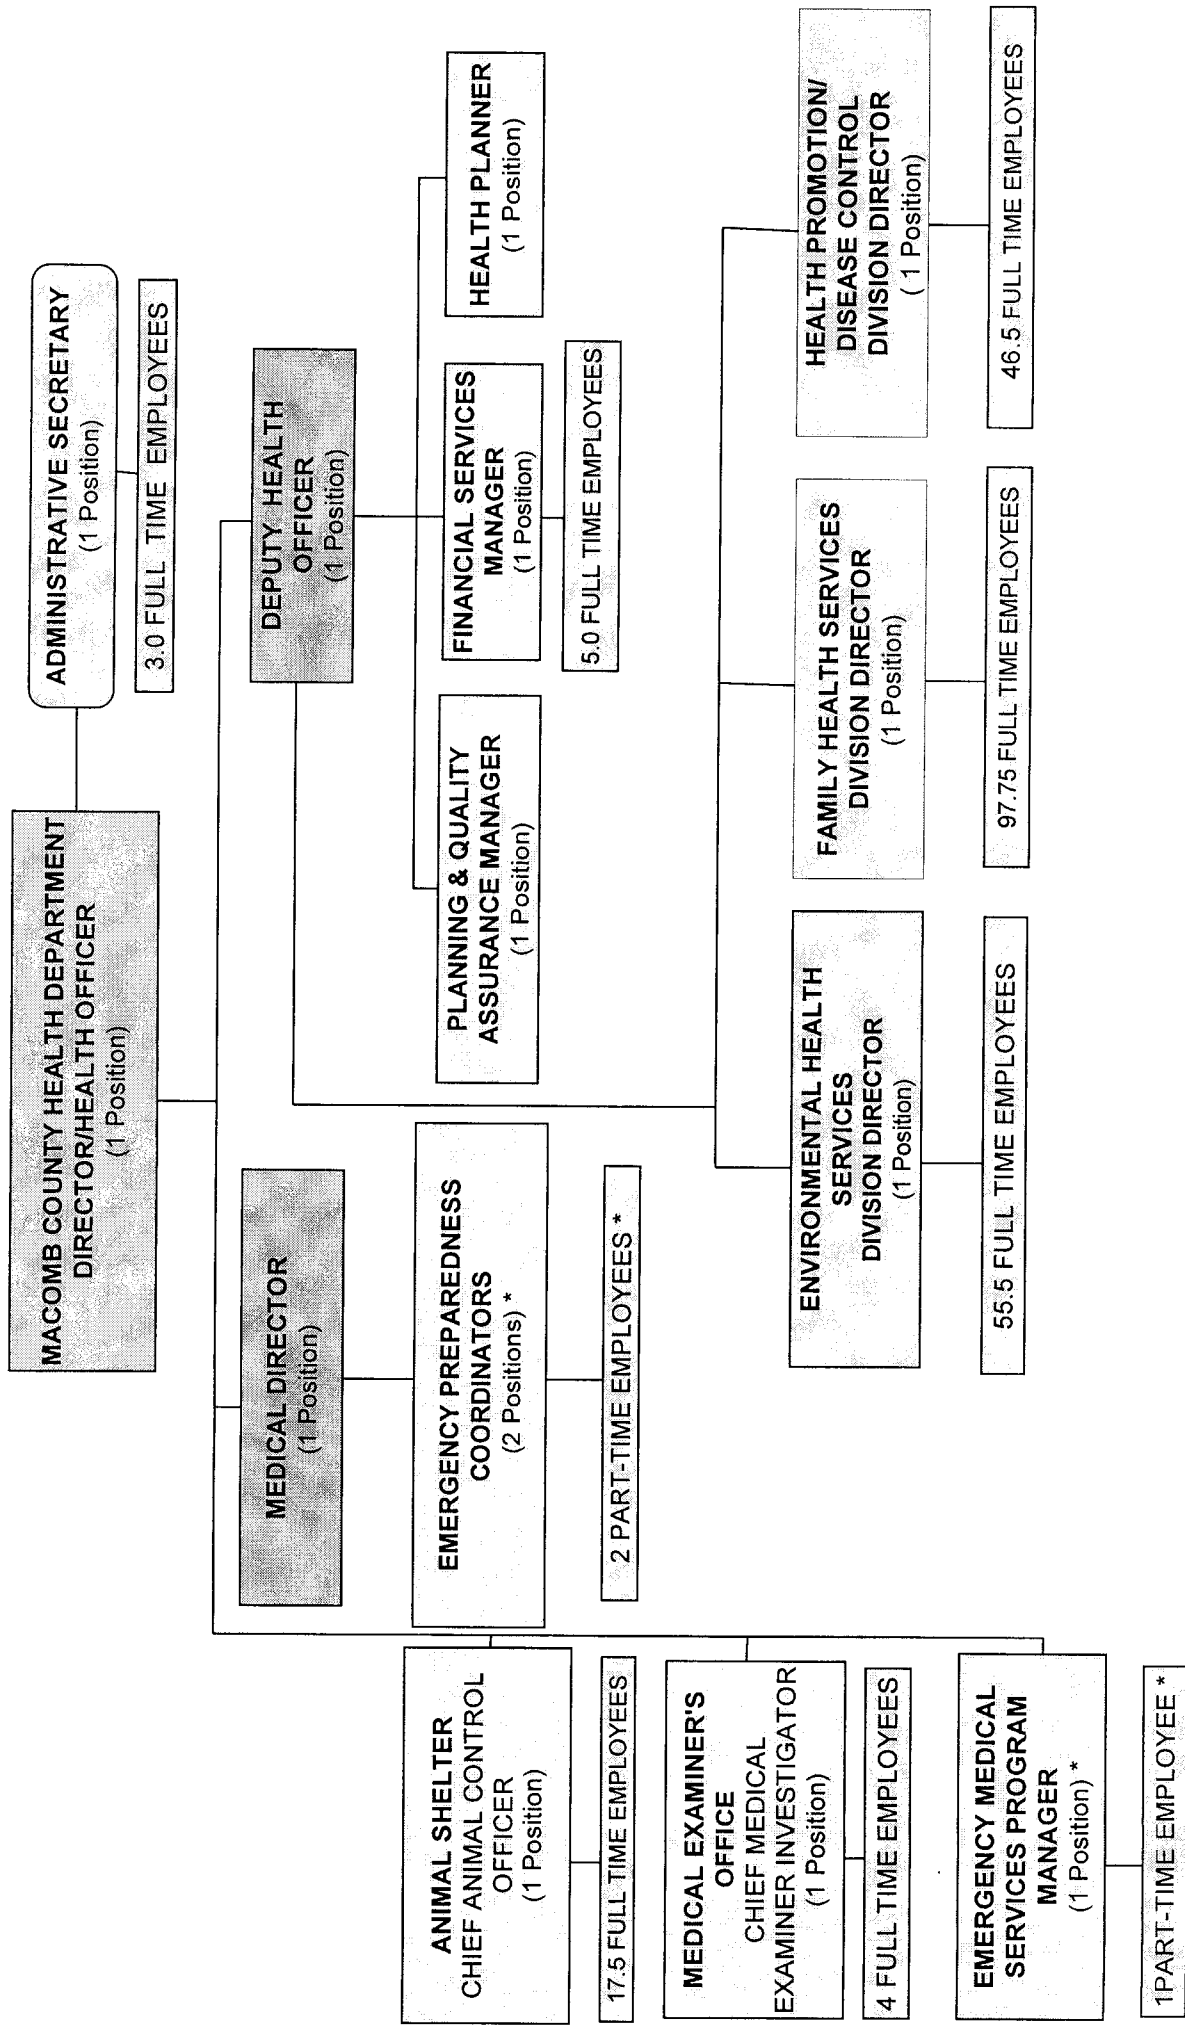 MACOMB COUNTY HEALTH DEPARTMENT
DIRECTOR/HEALTH OFFICER
(1 Position)
ADMINISTRATIVE SECRETARY
(1 Position)
3.0 FULL TIME EMPLOYEES
MEDICAL DIRECTOR
(1 Position)
DEPUTY HEALTH
OFFICER
(1 Position)
ANIMAL SHELTER
CHIEF ANIMAL CONTROL
OFFICER
(1 Position)
17.5 FULL TIME EMPLOYEES
EMERGENCY PREPAREDNESS
COORDINATORS
(2 Positions) *
2 PART-TIME EMPLOYEES *
PLANNING & QUALITY
ASSURANCE MANAGER
(1 Position)
FINANCIAL SERVICES
MANAGER
(1 Position)
5.0 FULL TIME EMPLOYEES
HEALTH PLANNER
(1 Position)
MEDICAL EXAMINER'S
OFFICE
CHIEF MEDICAL
EXAMINER INVESTIGATOR
(1 Position)
4 FULL TIME EMPLOYEES
ENVIRONMENTAL HEALTH
SERVICES
DIVISION DIRECTOR
(1 Position)
55.5 FULL TIME EMPLOYEES
FAMILY HEALTH SERVICES
DIVISION DIRECTOR
(1 Position)
97.75 FULL TIME EMPLOYEES
HEALTH PROMOTION/
DISEASE CONTROL
DIVISION DIRECTOR
( 1 Position)
46.5 FULL TIME EMPLOYEES
EMERGENCY MEDICAL
SERVICES PROGRAM
MANAGER
(1 Position) *
1PART-TIME EMPLOYEE *